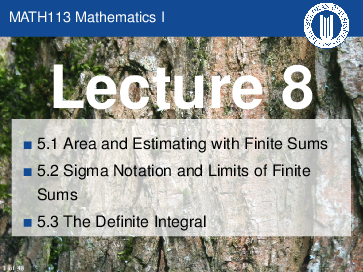 MATH113 Mathematics I
Lecture 8
5.1 Area and Estimating with Finite Sums
5.2 Sigma Notation and Limits of Finite
Sums
5.3 The Definite Integral